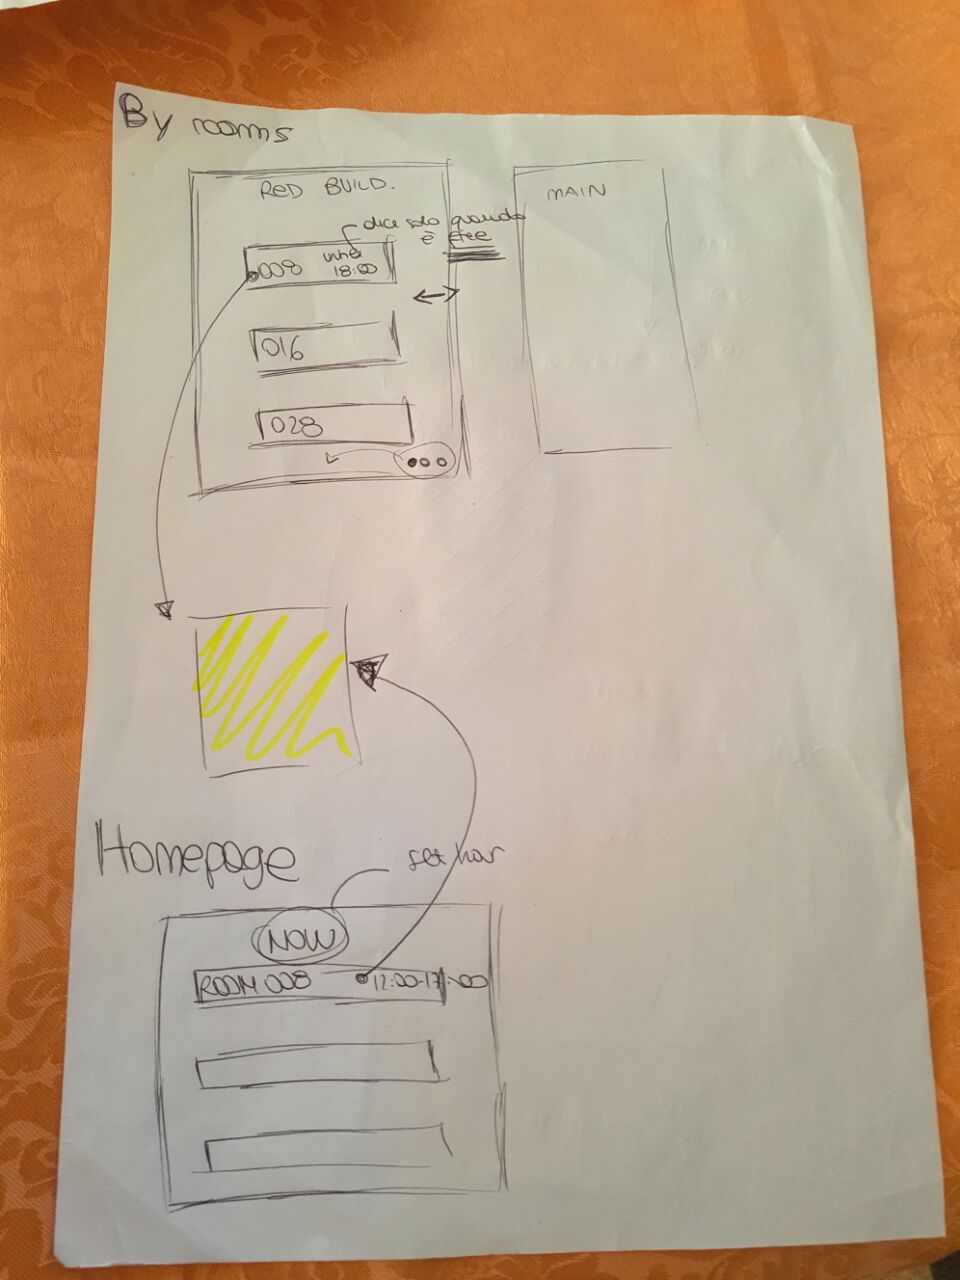 By rooms
RED BUILD.
MAIN
dice solo quando
è free
008
until
18:00
016
028
Homepage
set hour
NOW
ROOM 008 12:00-17:00